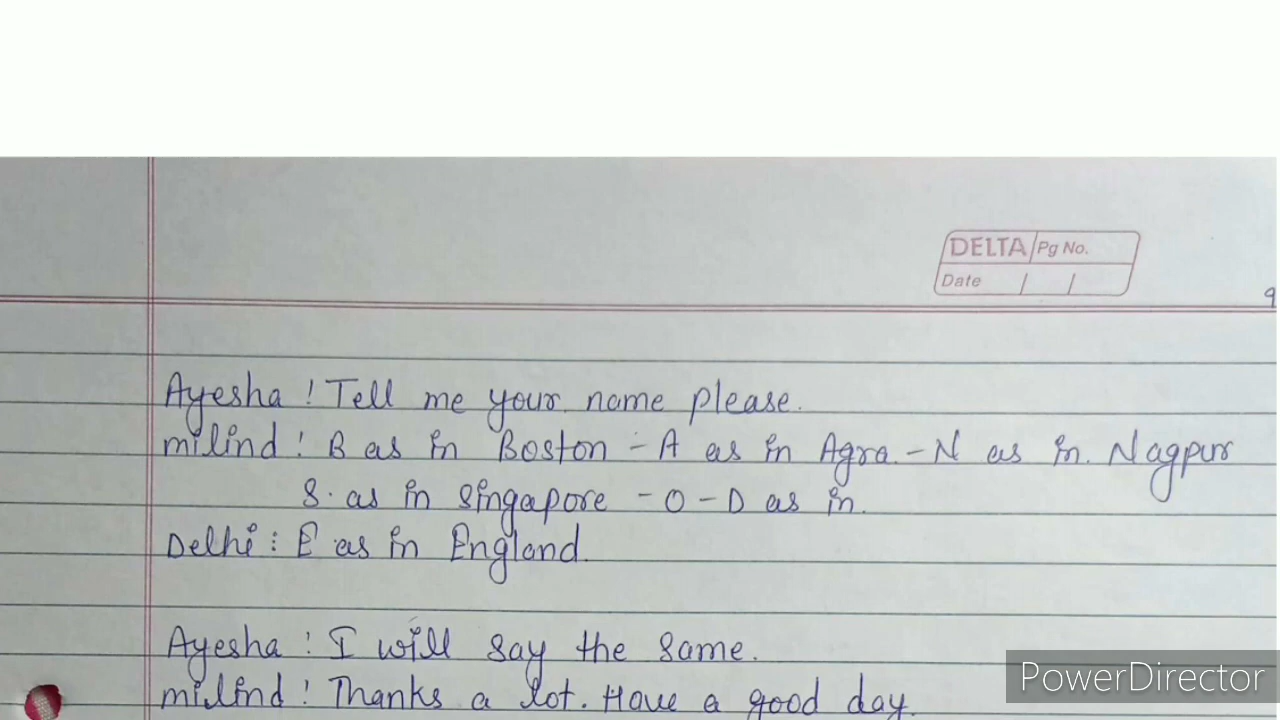 DELTA Pg No.
Date / /
9
Ayesha ! Tell me your name please.
milind ! B as in Boston - A as in Agra - N as in Nagpur
S. as in Singapore - O - D as in.
Delhi : E as in England.
Ayesha : I will say the same.
milind ! Thanks a lot. Have a good day.
PowerDirector